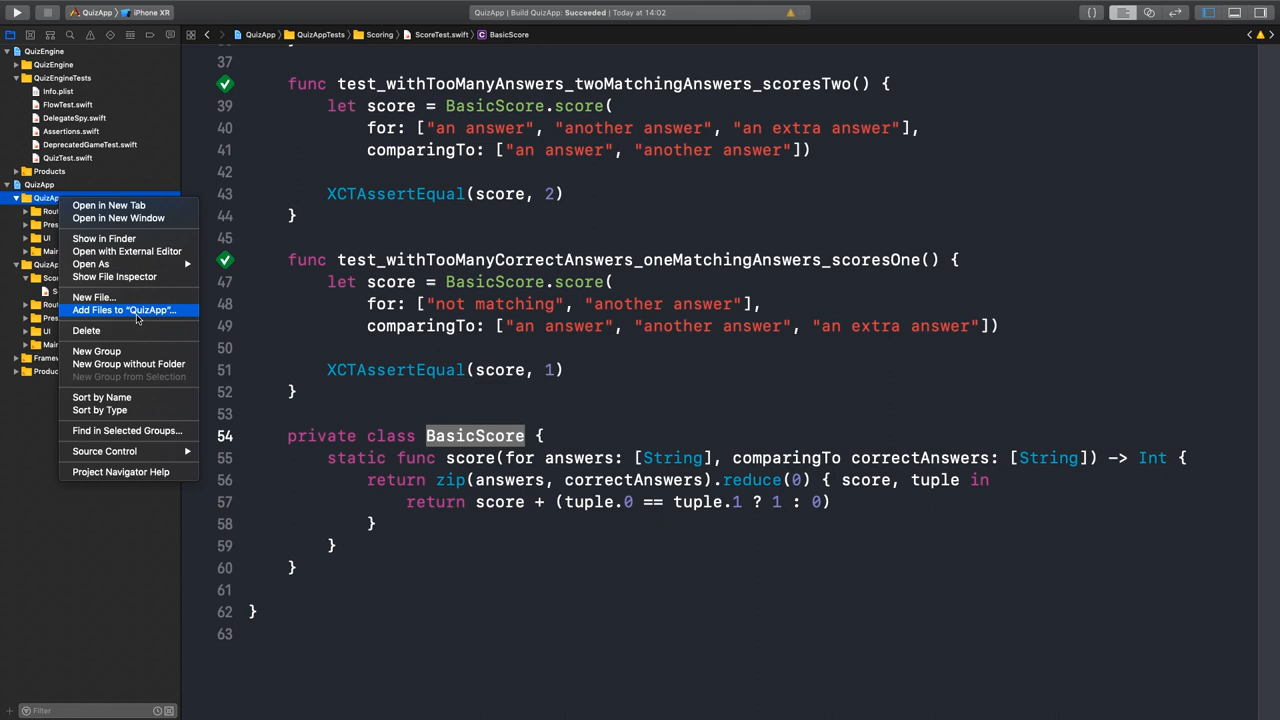 QuizApp
iPhone XR
QuizApp | Build QuizApp: Succeeded | Today at 14:02
QuizApp
QuizAppTests
Scoring
ScoreTest.swift
C BasicScore
QuizEngine
QuizEngine
QuizEngineTests
Info.plist
FlowTest.swift
DelegateSpy.swift
Assertions.swift
DeprecatedGameTest.swift
QuizTest.swift
Products
QuizApp
QuizAp
Rout
Pres
UI
Main
QuizAp
Sco
S
Rout
Pres
UI
Main
Framew
Produc
Open in New Tab
Open in New Window
Show in Finder
Open with External Editor
Open As
Show File Inspector
New File...
Add Files to “QuizApp”...
Delete
New Group
New Group without Folder
New Group from Selection
Sort by Name
Sort by Type
Find in Selected Groups...
Source Control
Project Navigator Help
Filter
37
func test_withTooManyAnswers_twoMatchingAnswers_scoresTwo() {
39 let score = BasicScore.score(
40 for: ["an answer", "another answer", "an extra answer"],
41 comparingTo: ["an answer", "another answer"])
42
43 XCTAssertEqual(score, 2)
44 }
45
func test_withTooManyCorrectAnswers_oneMatchingAnswers_scoresOne() {
47 let score = BasicScore.score(
48 for: ["not matching", "another answer"],
49 comparingTo: ["an answer", "another answer", "an extra answer"])
50
51 XCTAssertEqual(score, 1)
52 }
53
54 private class BasicScore {
55 static func score(for answers: [String], comparingTo correctAnswers: [String]) -> Int {
56 return zip(answers, correctAnswers).reduce(0) { score, tuple in
57 return score + (tuple.0 == tuple.1 ? 1 : 0)
58 }
59 }
60 }
61
62 }
63